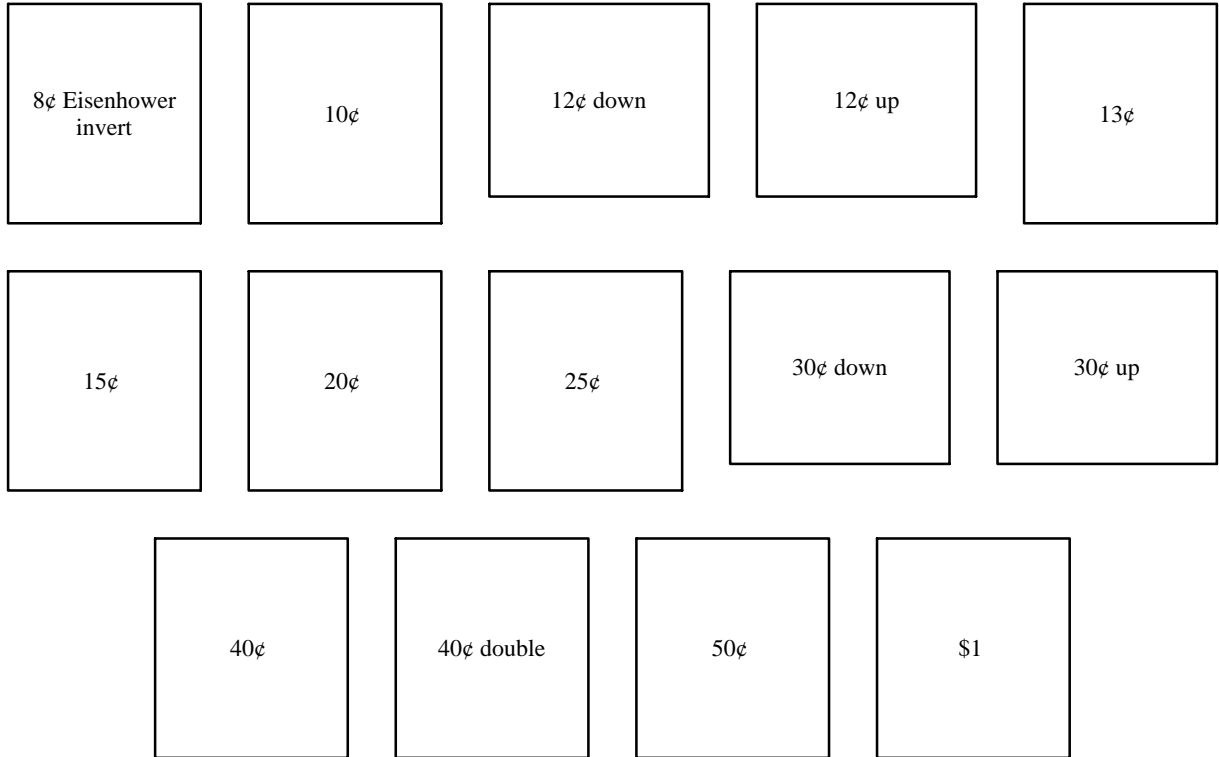 8¢ Eisenhower
invert
10¢
12¢ down
12¢ up
13¢
15¢
20¢
25¢
30¢ down
30¢ up
40¢
40¢ double
50¢
$1